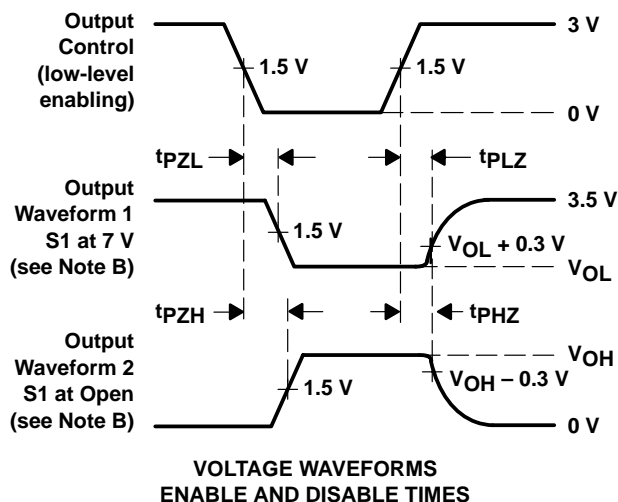 Output
Control
(low-level
enabling)
1.5 V
1.5 V
3 V
0 V
tPZL
tPLZ
Output
Waveform 1
S1 at 7 V
(see Note B)
1.5 V
3.5 V
VOL + 0.3 V
VOL
tPZH
tPHZ
Output
Waveform 2
S1 at Open
(see Note B)
1.5 V
VOH
VOH – 0.3 V
0 V
VOLTAGE WAVEFORMS
ENABLE AND DISABLE TIMES